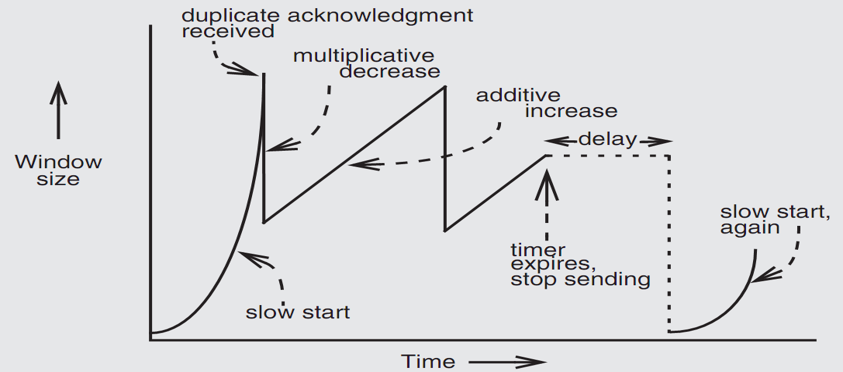 duplicate acknowledgment
received
multiplicative
decrease
additive
increase
delay
Window
size
slow start,
again
timer
expires,
stop sending
slow start
Time